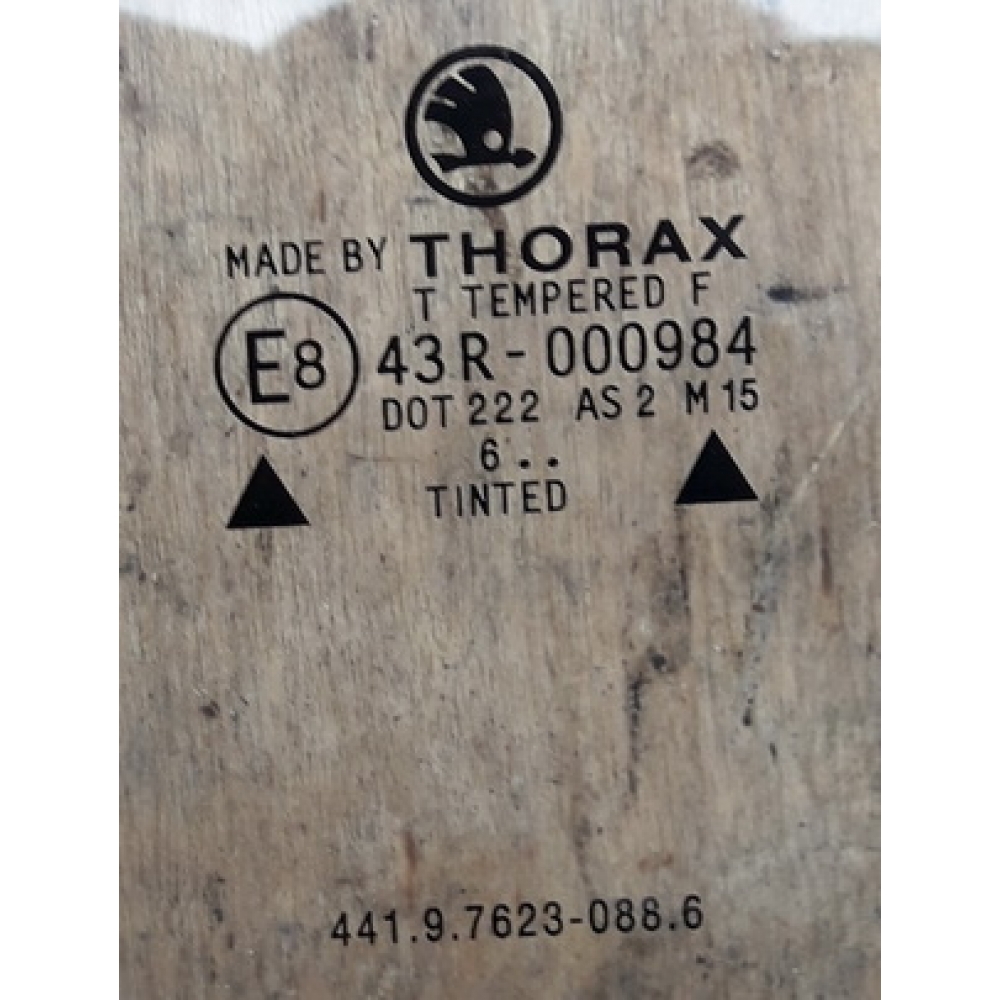 MADE BY THORAX
T TEMPERED F
E8 43R-000984
DOT 222 AS 2 M 15
6..
TINTED
441.9.7623-088.6